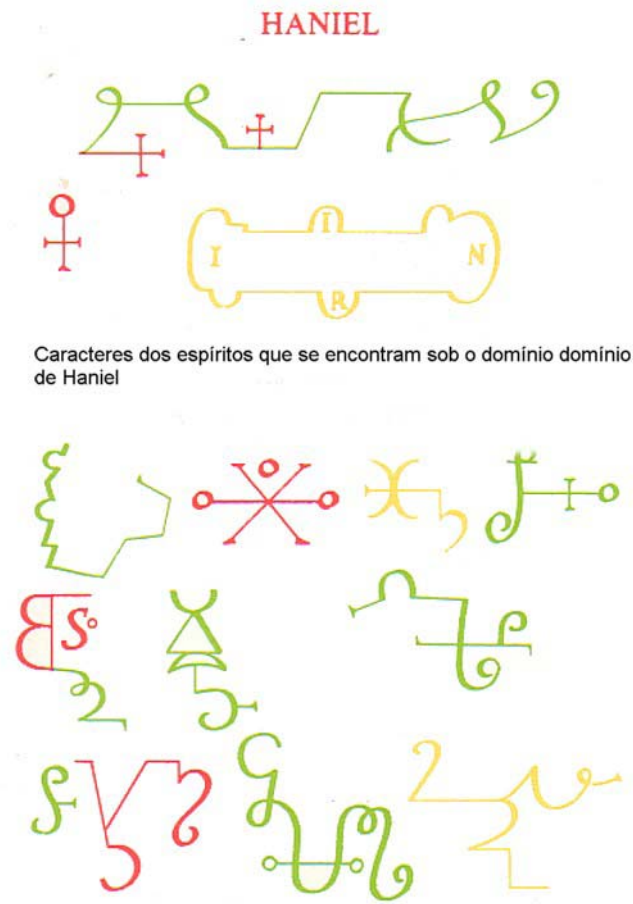 HANIEL
I
I
N
R
Caracteres dos espíritos que se encontram sob o domínio domínio
de Haniel